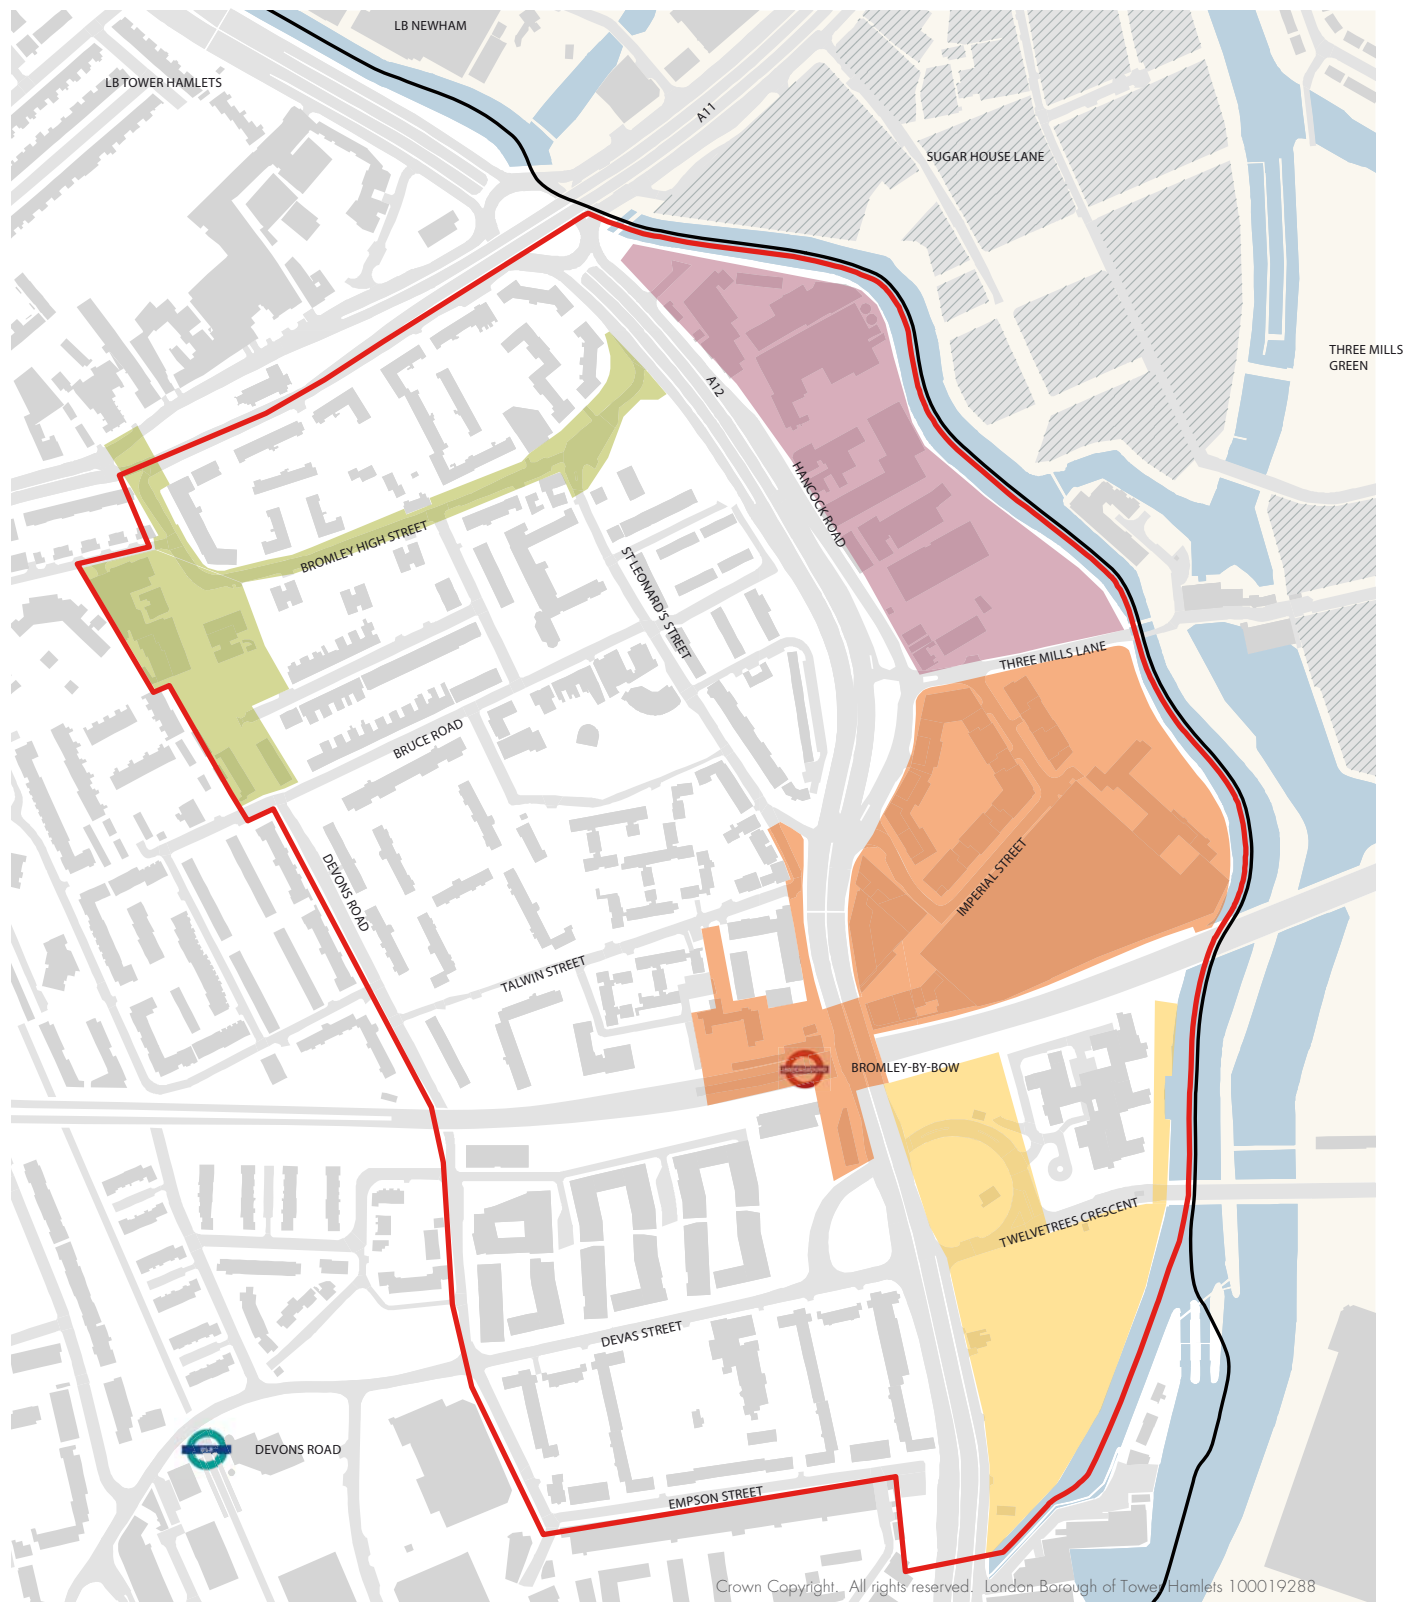 LB NEWHAM
LB TOWER HAMLETS
A11
SUGAR HOUSE LANE
THREE MILLS
GREEN
A12
HANCOCK ROAD
BROMLEY HIGH STREET
ST LEONARD'S STREET
THREE MILLS LANE
BRUCE ROAD
IMPERIAL STREET
DEVONS ROAD
TALWIN STREET
BROMLEY-BY-BOW
TWELVETREES CRESCENT
DEVAS STREET
DEVONS ROAD
EMPSON STREET
Crown Copyright. All rights reserved. London Borough of Tower Hamlets 100019288